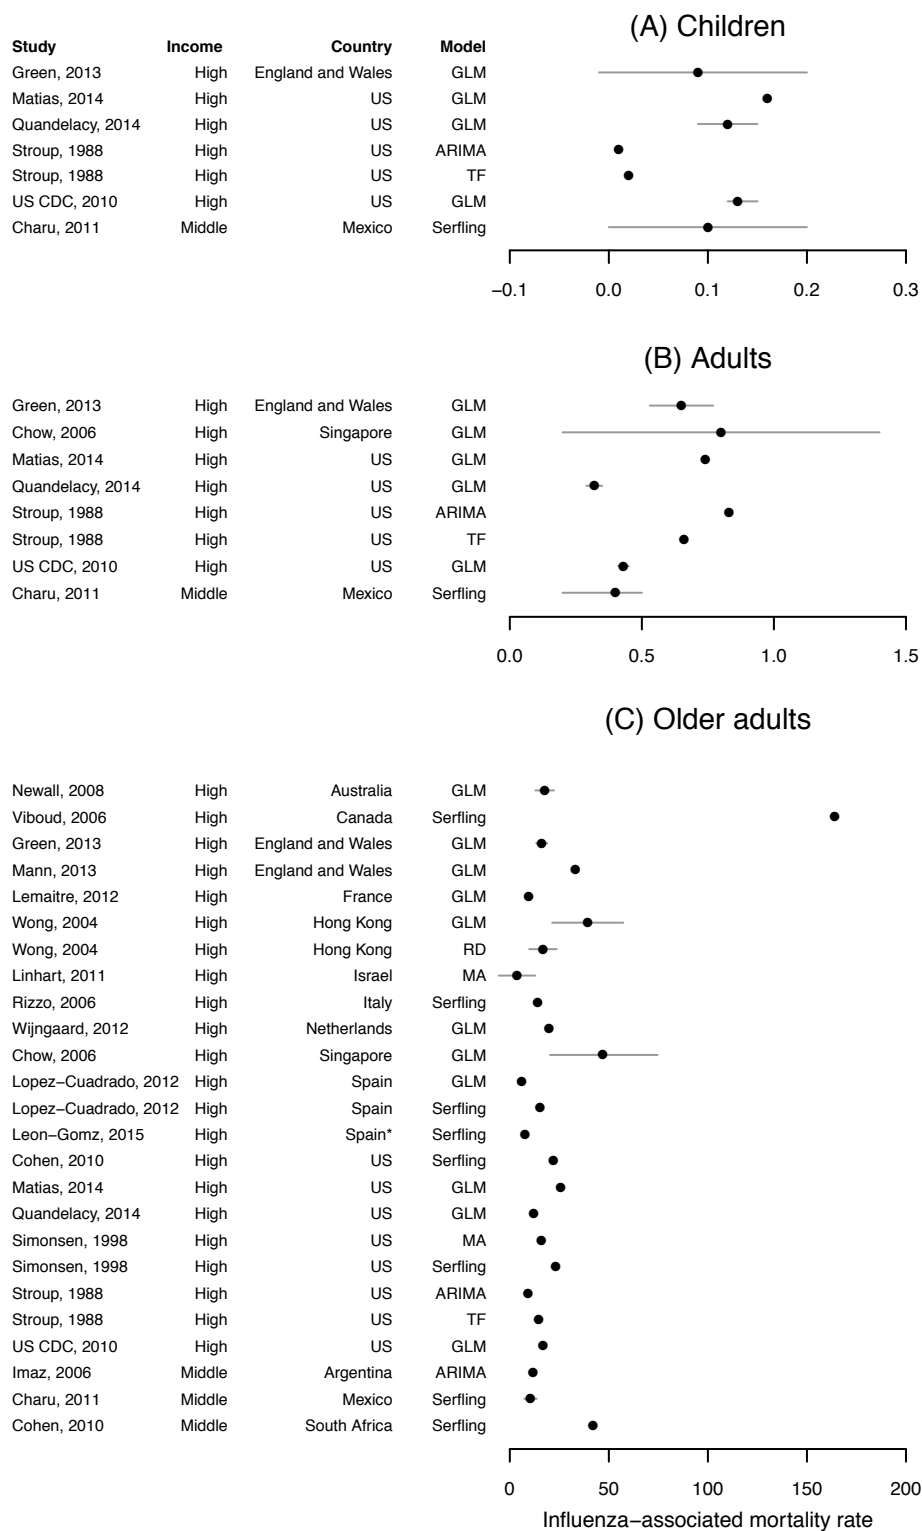 (A) Children
Study Income Country Model
Green, 2013 High England and Wales GLM
Matias, 2014 High US GLM
Quandelacy, 2014 High US GLM
Stroup, 1988 High US ARIMA
Stroup, 1988 High US TF
US CDC, 2010 High US GLM
Charu, 2011 Middle Mexico Serfling
−0.1 0.0 0.1 0.2 0.3
(B) Adults
Green, 2013 High England and Wales GLM
Chow, 2006 High Singapore GLM
Matias, 2014 High US GLM
Quandelacy, 2014 High US GLM
Stroup, 1988 High US ARIMA
Stroup, 1988 High US TF
US CDC, 2010 High US GLM
Charu, 2011 Middle Mexico Serfling
0.0 0.5 1.0 1.5
(C) Older adults
Newall, 2008 High Australia GLM
Viboud, 2006 High Canada Serfling
Green, 2013 High England and Wales GLM
Mann, 2013 High England and Wales GLM
Lemaitre, 2012 High France GLM
Wong, 2004 High Hong Kong GLM
Wong, 2004 High Hong Kong RD
Linhart, 2011 High Israel MA
Rizzo, 2006 High Italy Serfling
Wijngaard, 2012 High Netherlands GLM
Chow, 2006 High Singapore GLM
Lopez−Cuadrado, 2012 High Spain GLM
Lopez−Cuadrado, 2012 High Spain Serfling
Leon−Gomz, 2015 High Spain* Serfling
Cohen, 2010 High US Serfling
Matias, 2014 High US GLM
Quandelacy, 2014 High US GLM
Simonsen, 1998 High US MA
Simonsen, 1998 High US Serfling
Stroup, 1988 High US ARIMA
Stroup, 1988 High US TF
US CDC, 2010 High US GLM
Imaz, 2006 Middle Argentina ARIMA
Charu, 2011 Middle Mexico Serfling
Cohen, 2010 Middle South Africa Serfling
0 50 100 150 200
Influenza−associated mortality rate